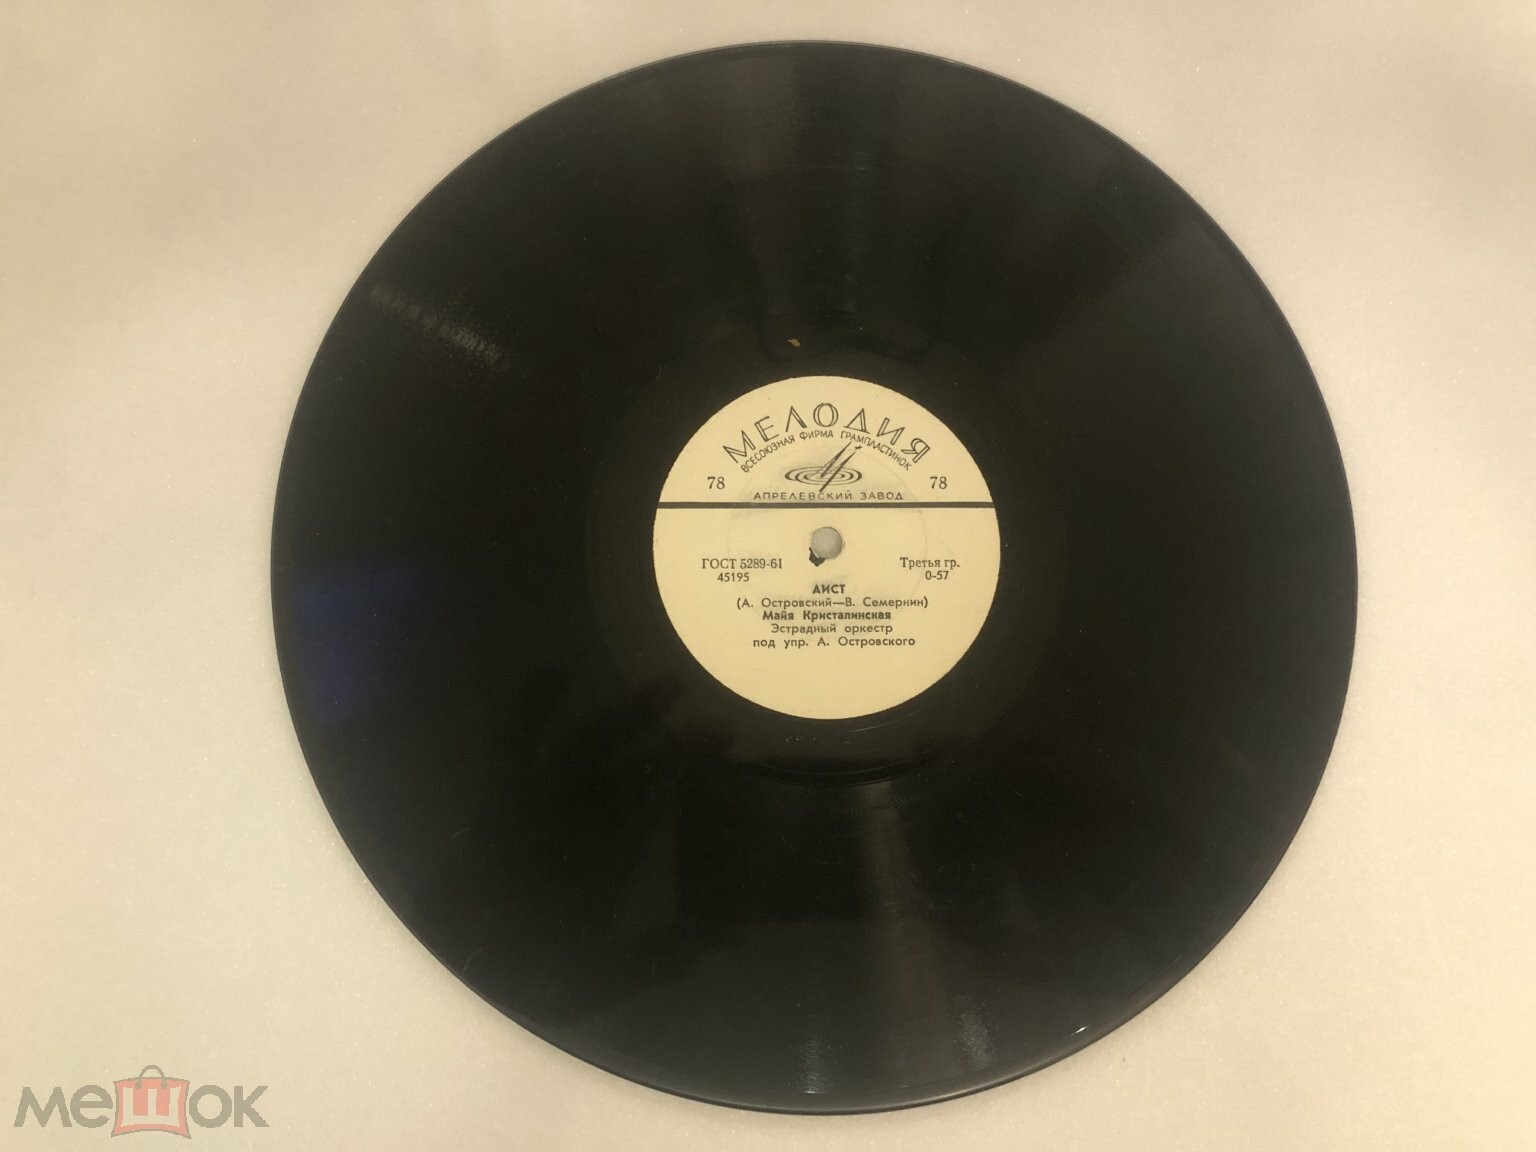 МЕЛОДИЯ
ВСЕСОЮЗНАЯ ФИРМА ГРАМПЛАСТИНОК
78 78
АПРЕЛЕВСКИЙ ЗАВОД
ГОСТ 5289-61 Третья гр.
45195 0-57
АИСТ
(А. Островский—В. Семернин)
Майя Кристалинская
Эстрадный оркестр
под упр. А. Островского
мешок